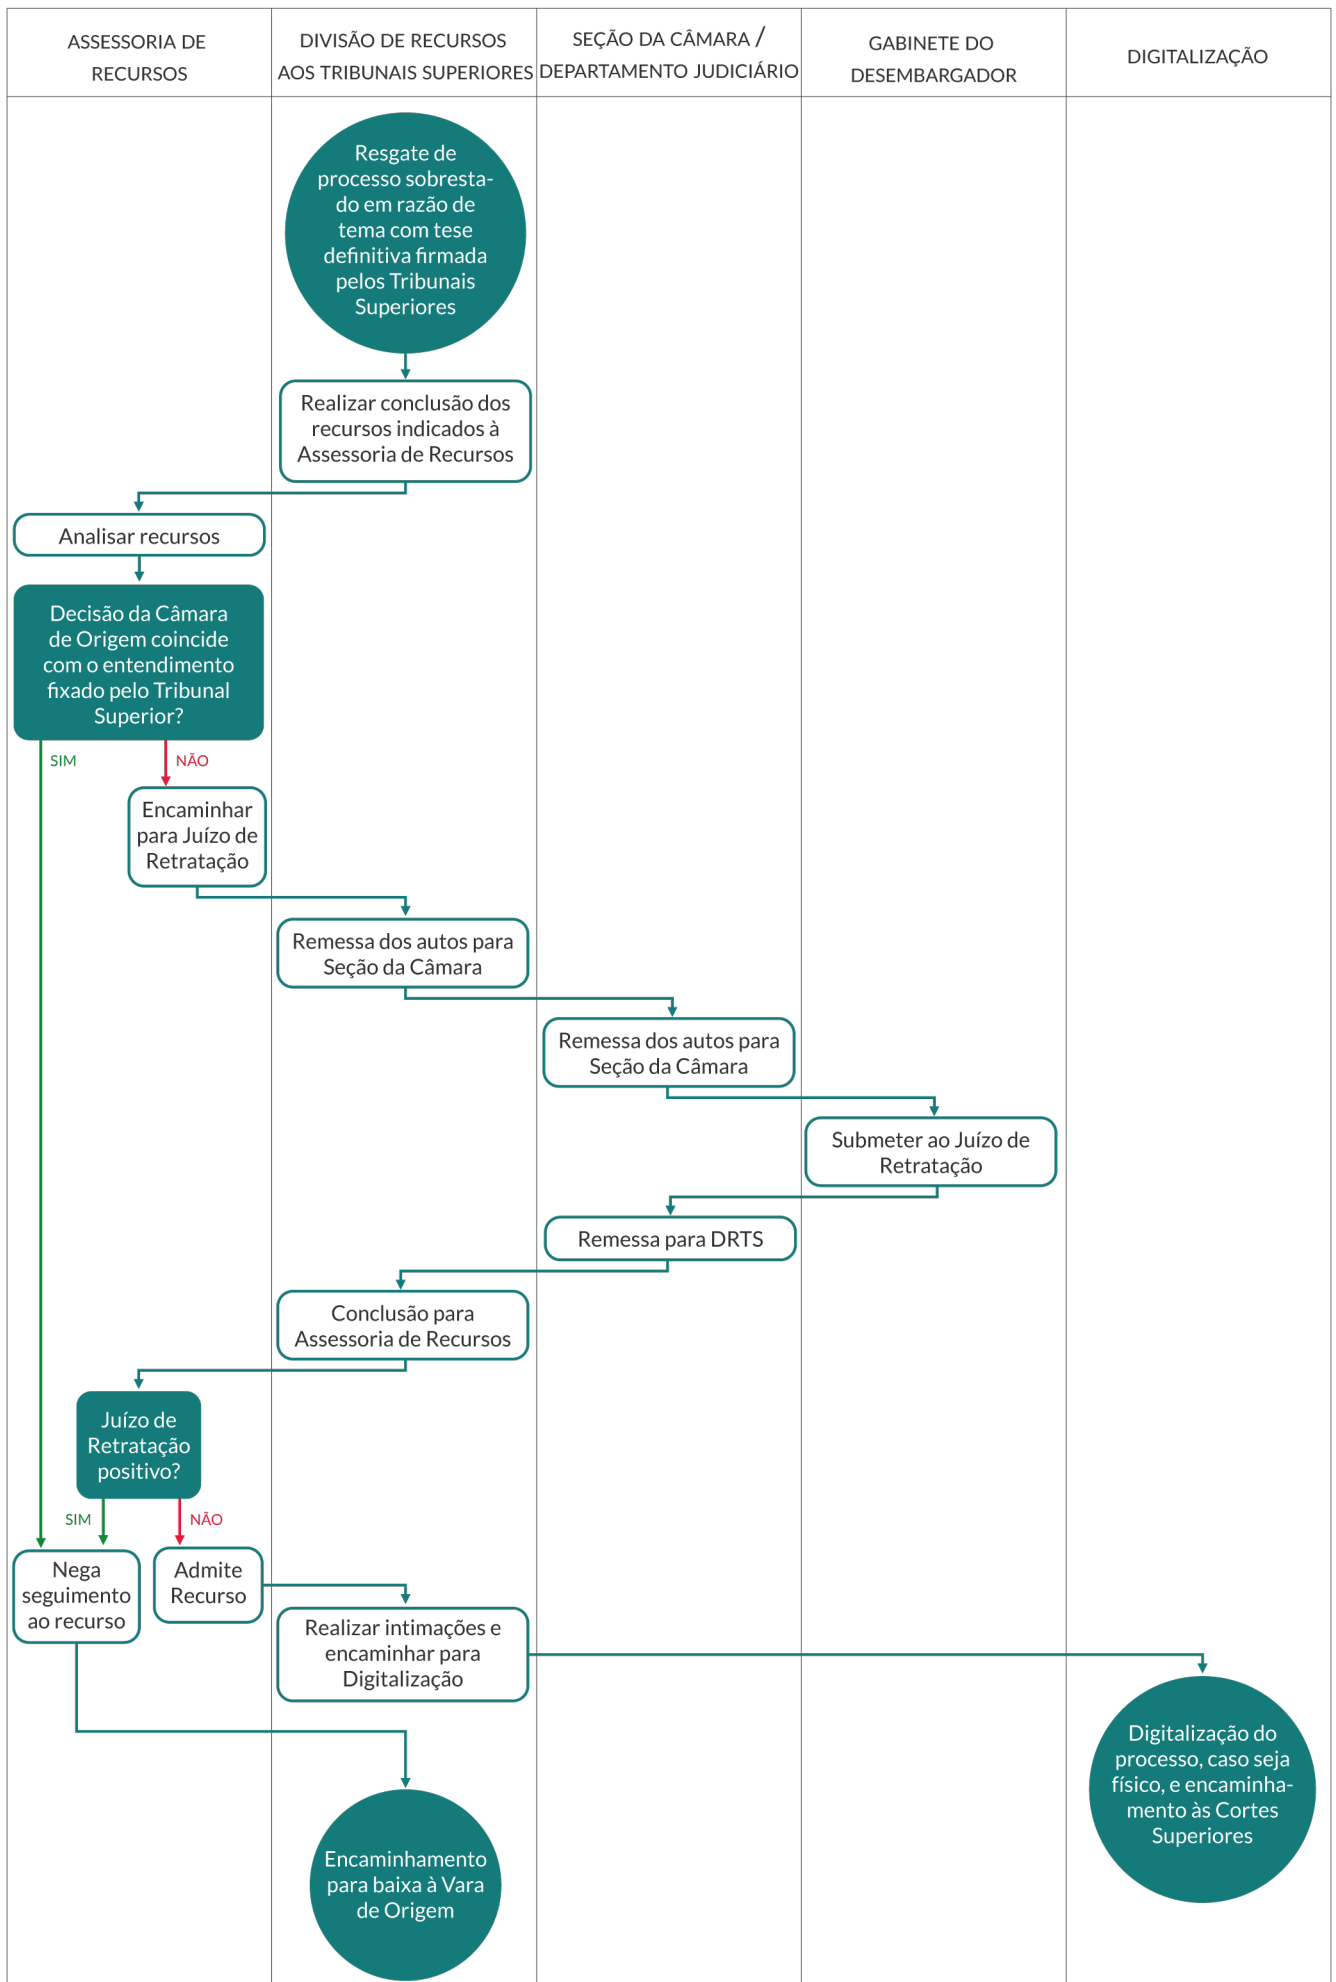 ASSESSORIA DE
RECURSOS
DIVISÃO DE RECURSOS
AOS TRIBUNAIS SUPERIORES
SEÇÃO DA CÂMARA /
DEPARTAMENTO JUDICIÁRIO
GABINETE DO
DESEMBARGADOR
DIGITALIZAÇÃO
Resgate de
processo sobresta-
do em razão de
tema com tese
definitiva firmada
pelos Tribunais
Superiores
Realizar conclusão dos
recursos indicados à
Assessoria de Recursos
Analisar recursos
Decisão da Câmara
de Origem coincide
com o entendimento
fixado pelo Tribunal
Superior?
SIM
NÃO
Encaminhar
para Juízo de
Retratação
Remessa dos autos para
Seção da Câmara
Remessa dos autos para
Seção da Câmara
Submeter ao Juízo de
Retratação
Remessa para DRTS
Conclusão para
Assessoria de Recursos
Juízo de
Retratação
positivo?
SIM
NÃO
Nega
seguimento
ao recurso
Admite
Recurso
Realizar intimações e
encaminhar para
Digitalização
Digitalização do
processo, caso seja
físico, e encaminha-
mento às Cortes
Superiores
Encaminhamento
para baixa à Vara
de Origem